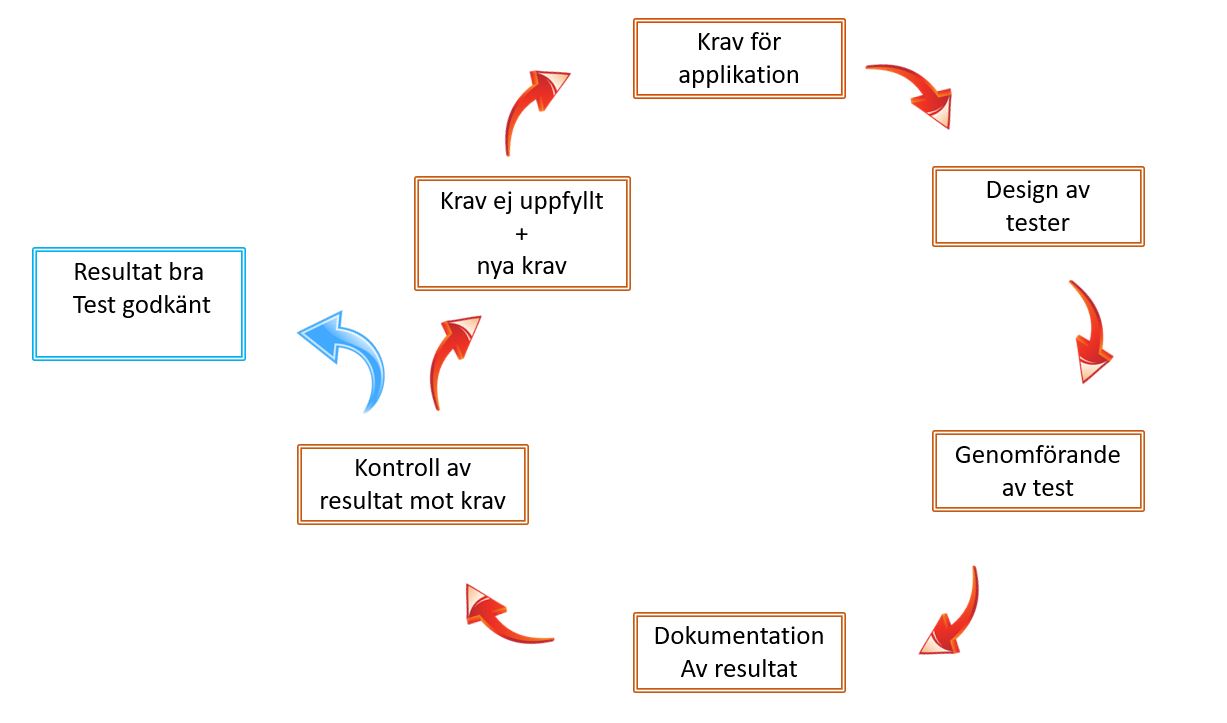 Krav för
applikation
Design av
tester
Genomförande
av test
Dokumentation
Av resultat
Kontroll av
resultat mot krav
Krav ej uppfyllt
+
nya krav
Resultat bra
Test godkänt